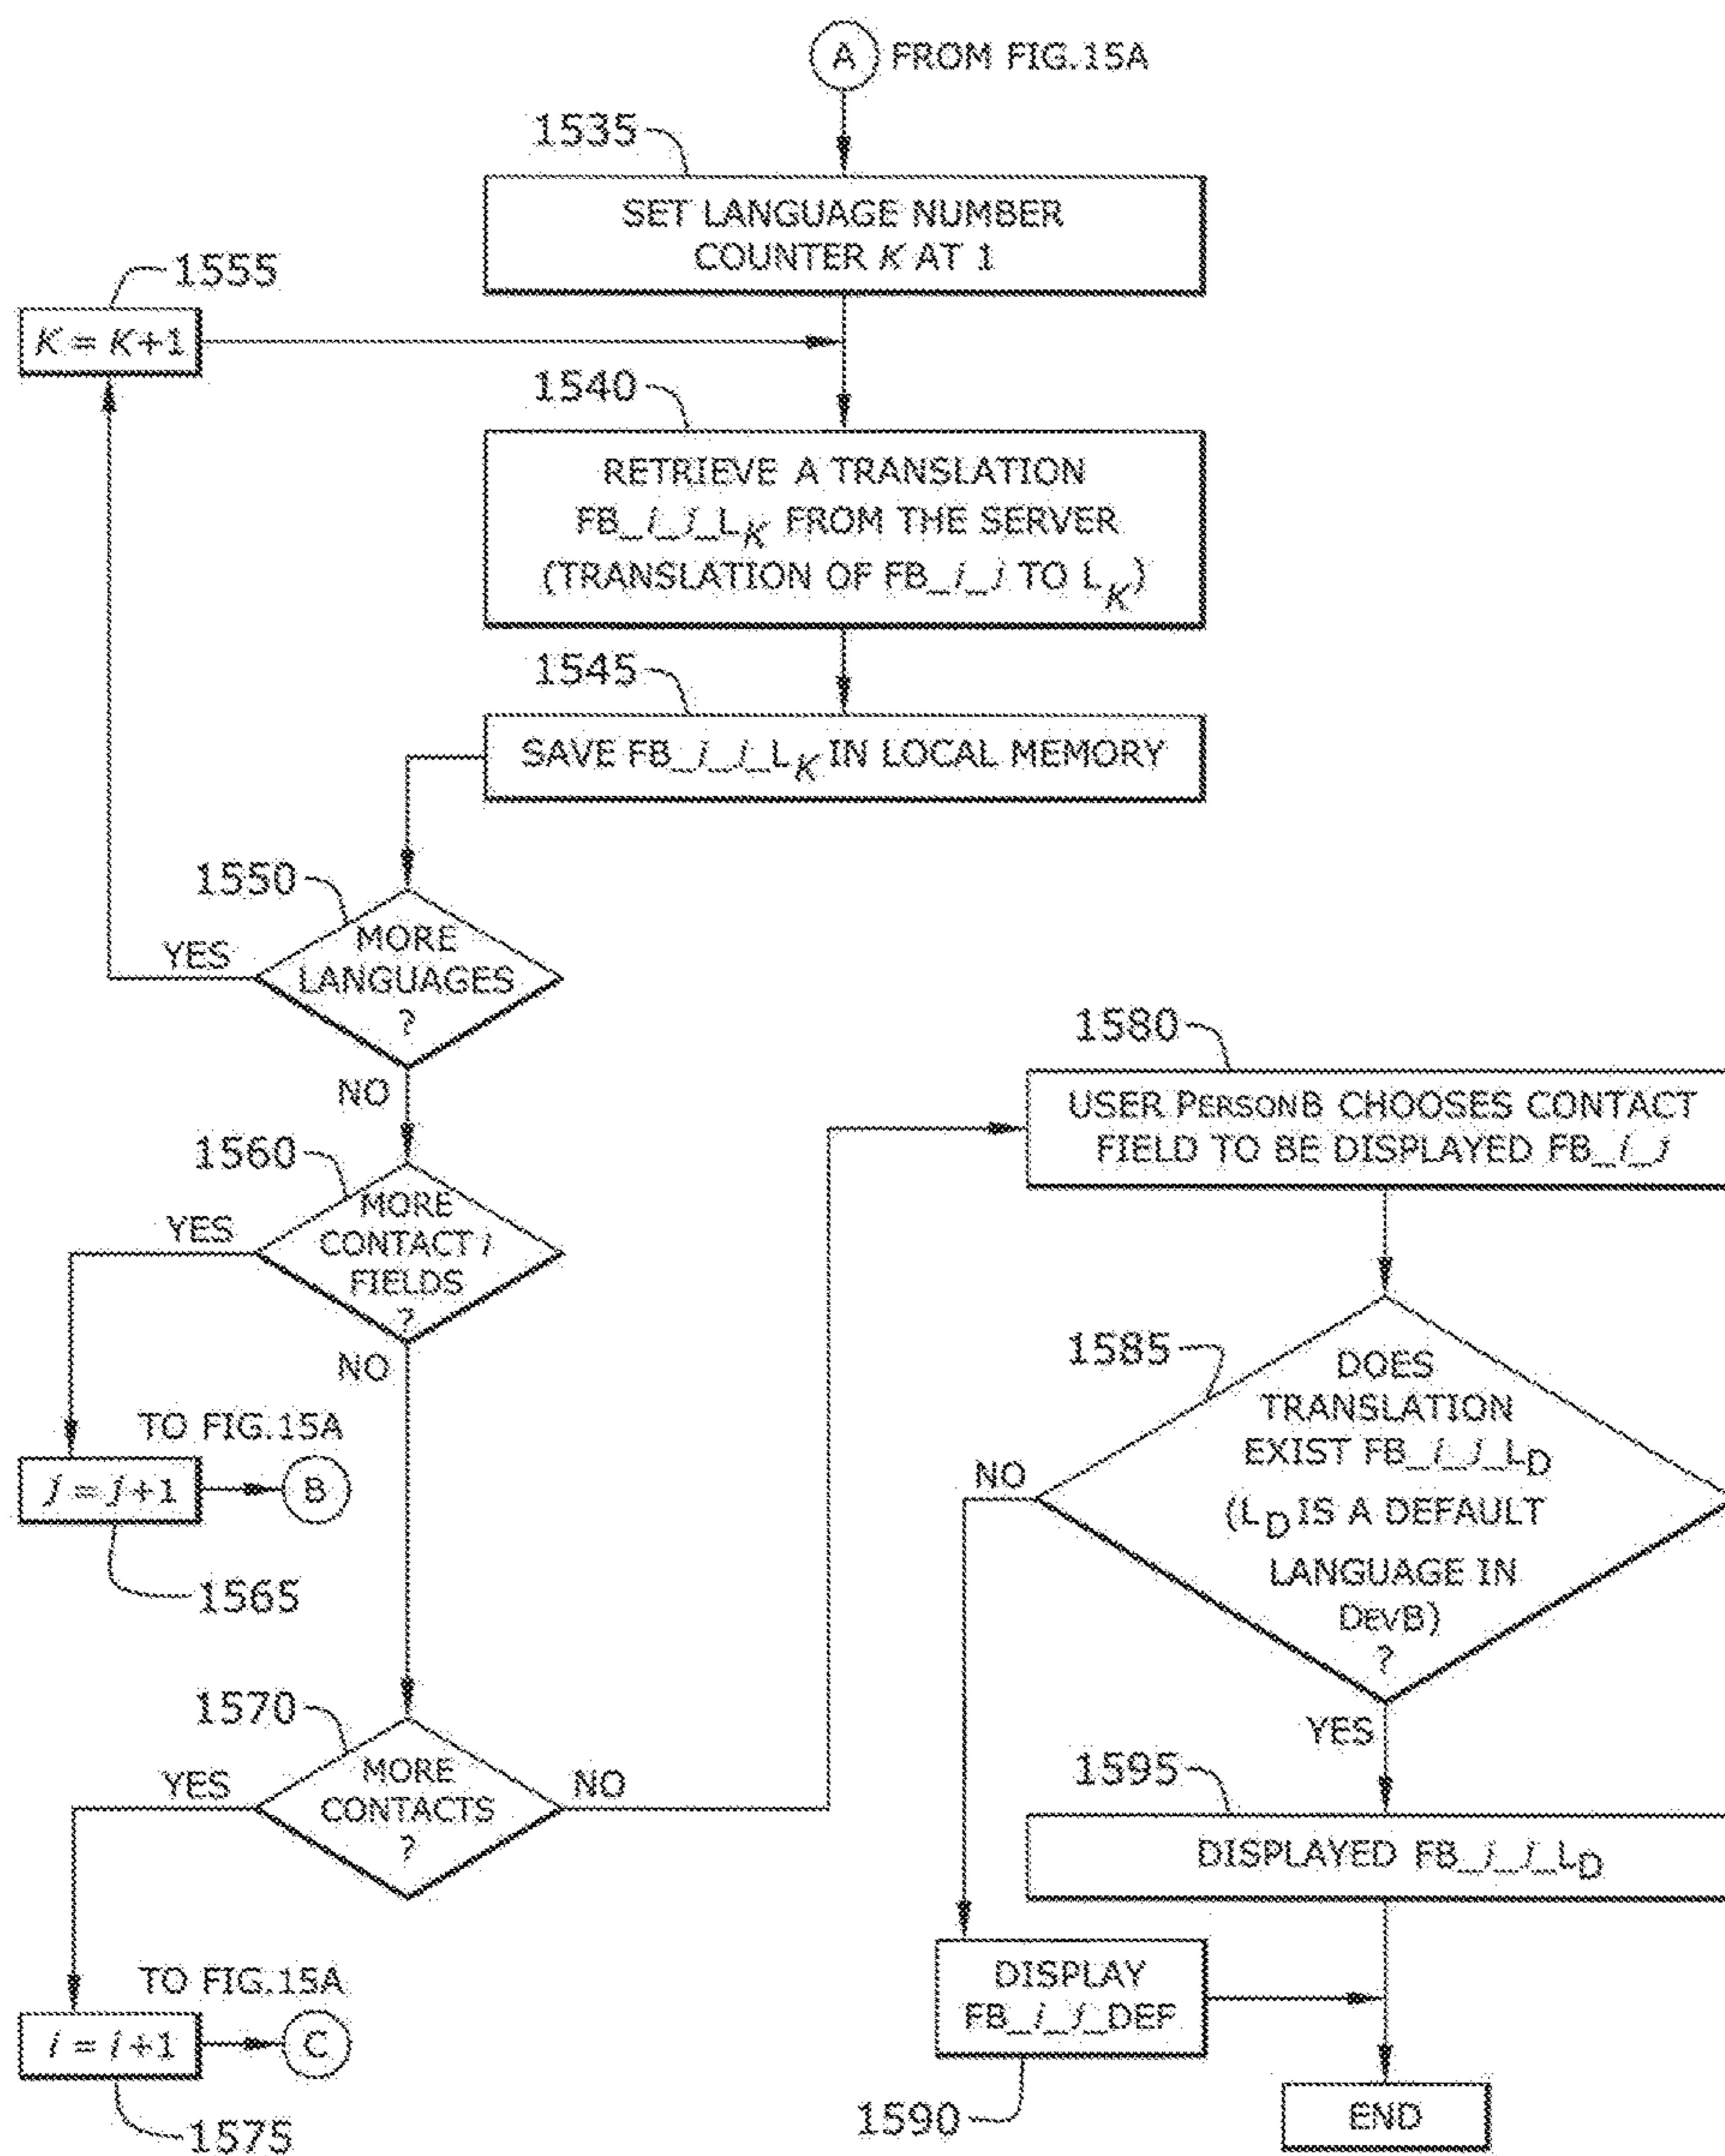 A FROM FIG.15A
1535
SET LANGUAGE NUMBER
COUNTER K AT 1
1555
K = K+1
1540
RETRIEVE A TRANSLATION
FB_i_j_LK FROM THE SERVER
(TRANSLATION OF FB_i_j TO LK)
1545
SAVE FB_i_j_LK IN LOCAL MEMORY
1550
MORE
LANGUAGES
?
YES
NO
1560
MORE
CONTACT i
FIELDS
?
YES
NO
TO FIG.15A
j = j+1
B
1565
1570
MORE
CONTACTS
?
YES
NO
TO FIG.15A
i = i+1
C
1575
1580
USER PERSONB CHOOSES CONTACT
FIELD TO BE DISPLAYED FB_i_j
1585
DOES
TRANSLATION
EXIST FB_i_j_LD
(LD IS A DEFAULT
LANGUAGE IN
DEVB)
?
NO
YES
1595
DISPLAYED FB_i_j_LD
DISPLAY
FB_i_j_DEF
1590
END